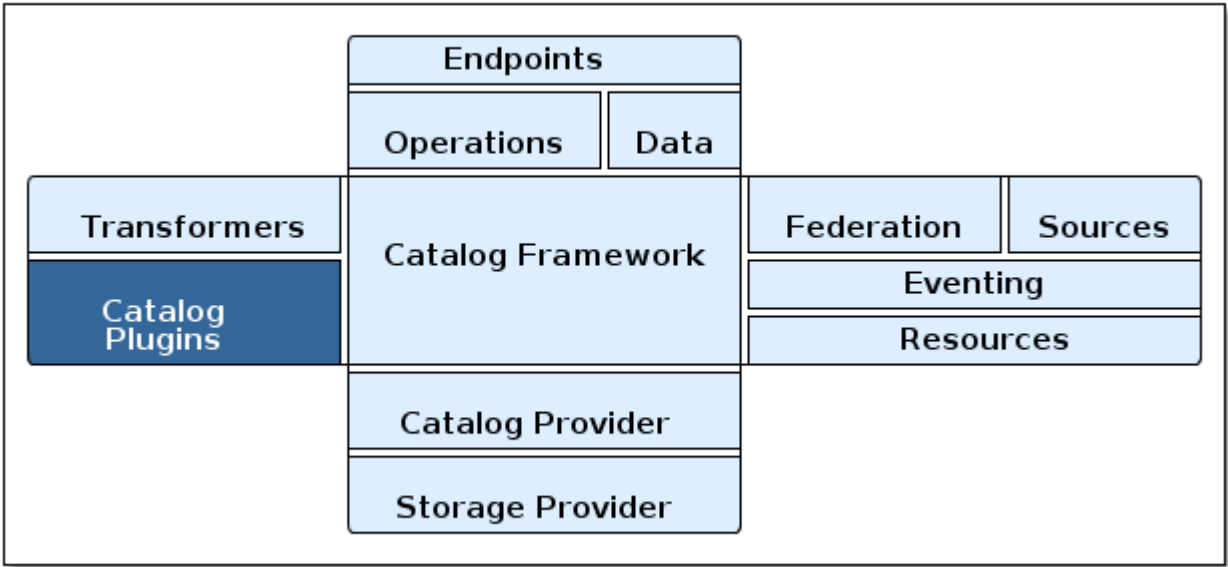 Endpoints
Operations
Data
Transformers
Catalog Framework
Federation
Sources
Catalog
Plugins
Eventing
Resources
Catalog Provider
Storage Provider